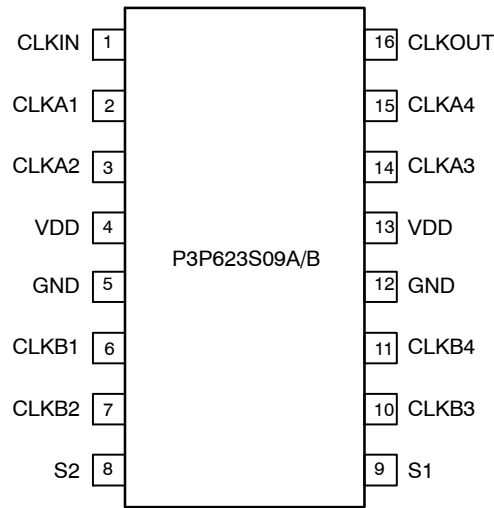 CLKIN 1 16 CLKOUT
CLKA1 2 15 CLKA4
CLKA2 3 14 CLKA3
VDD 4 13 VDD
P3P623S09A/B
GND 5 12 GND
CLKB1 6 11 CLKB4
CLKB2 7 10 CLKB3
S2 8 9 S1